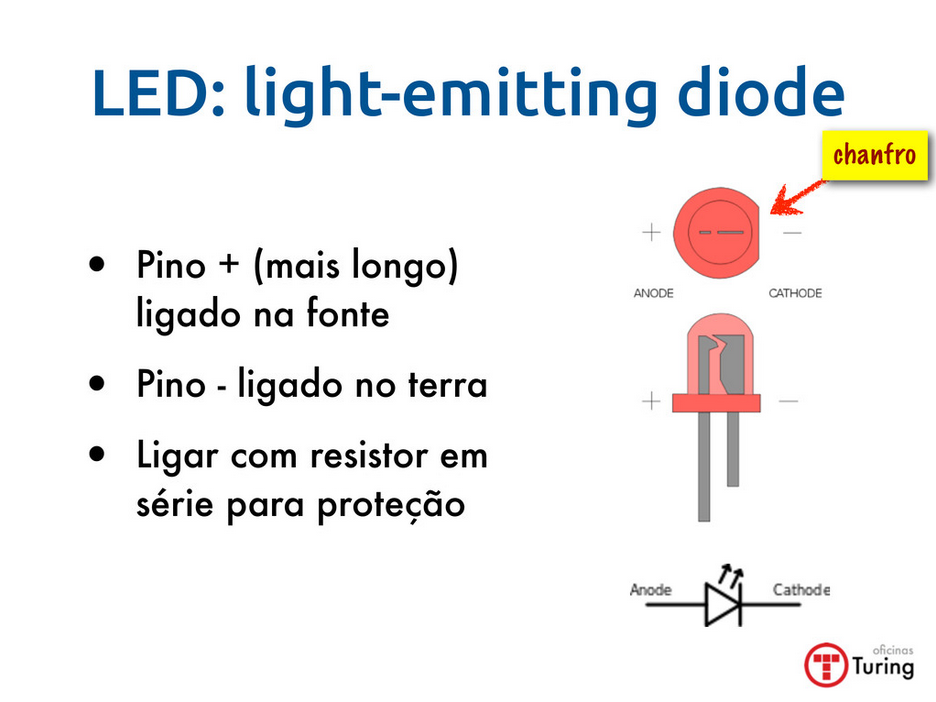 LED: light-emitting diode
chanfro
• Pino + (mais longo)
ligado na fonte
• Pino - ligado no terra
• Ligar com resistor em
série para proteção
+ −
ANODE CATHODE
+ −
Anode Cathode
oficinas
Turing